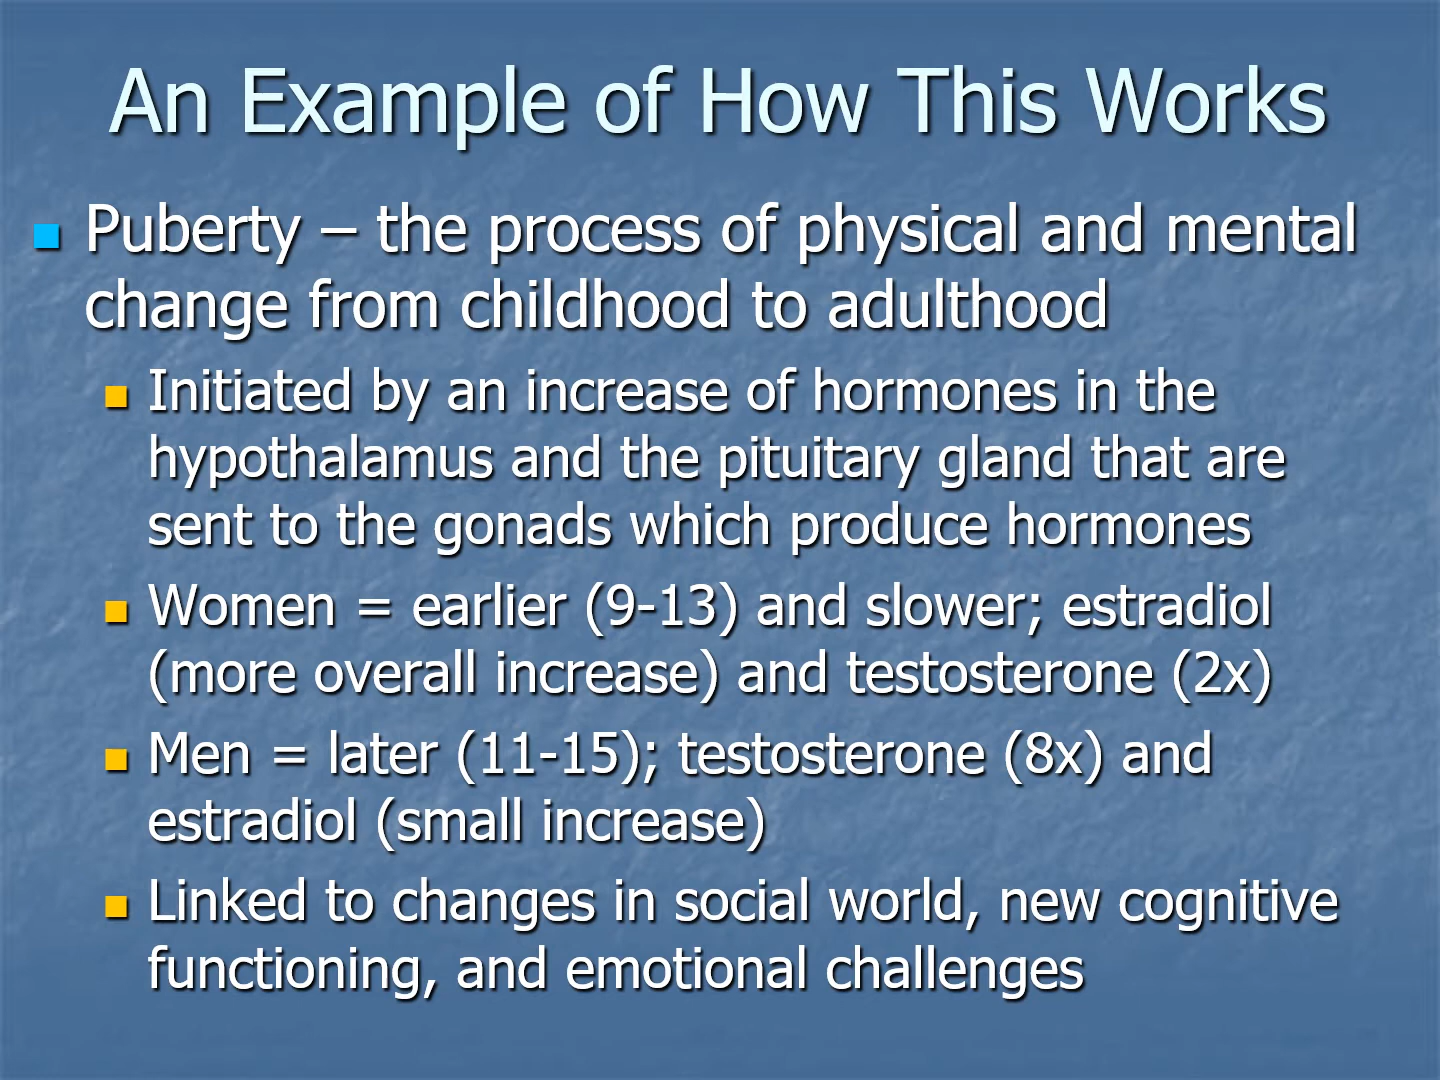 An Example of How This Works
Puberty – the process of physical and mental
change from childhood to adulthood
Initiated by an increase of hormones in the
hypothalamus and the pituitary gland that are
sent to the gonads which produce hormones
Women = earlier (9-13) and slower; estradiol
(more overall increase) and testosterone (2x)
Men = later (11-15); testosterone (8x) and
estradiol (small increase)
Linked to changes in social world, new cognitive
functioning, and emotional challenges